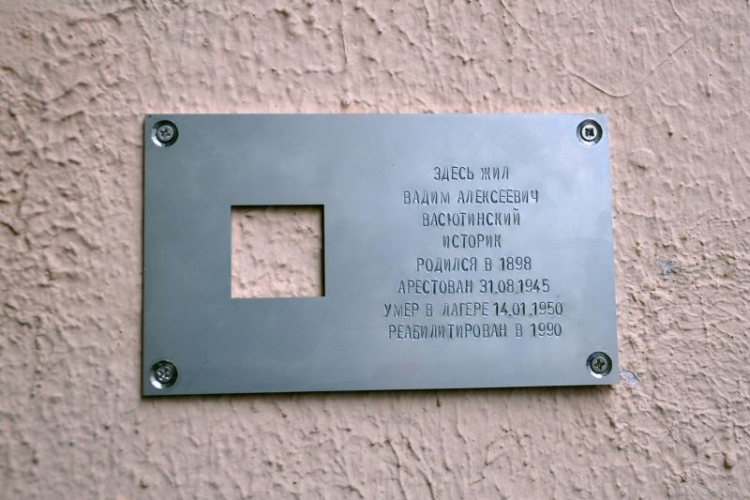 ЗДЕСЬ ЖИЛ
ВАДИМ АЛЕКСЕЕВИЧ
ВАСЮТИНСКИЙ
ИСТОРИК
РОДИЛСЯ В 1898
АРЕСТОВАН 31.08.1945
УМЕР В ЛАГЕРЕ 14.01.1950
РЕАБИЛИТИРОВАН В 1990